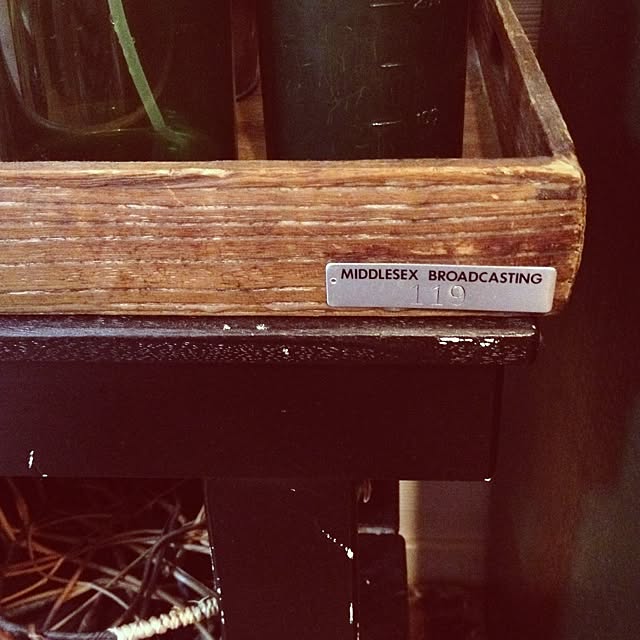 MIDDLESEX BROADCASTING
119